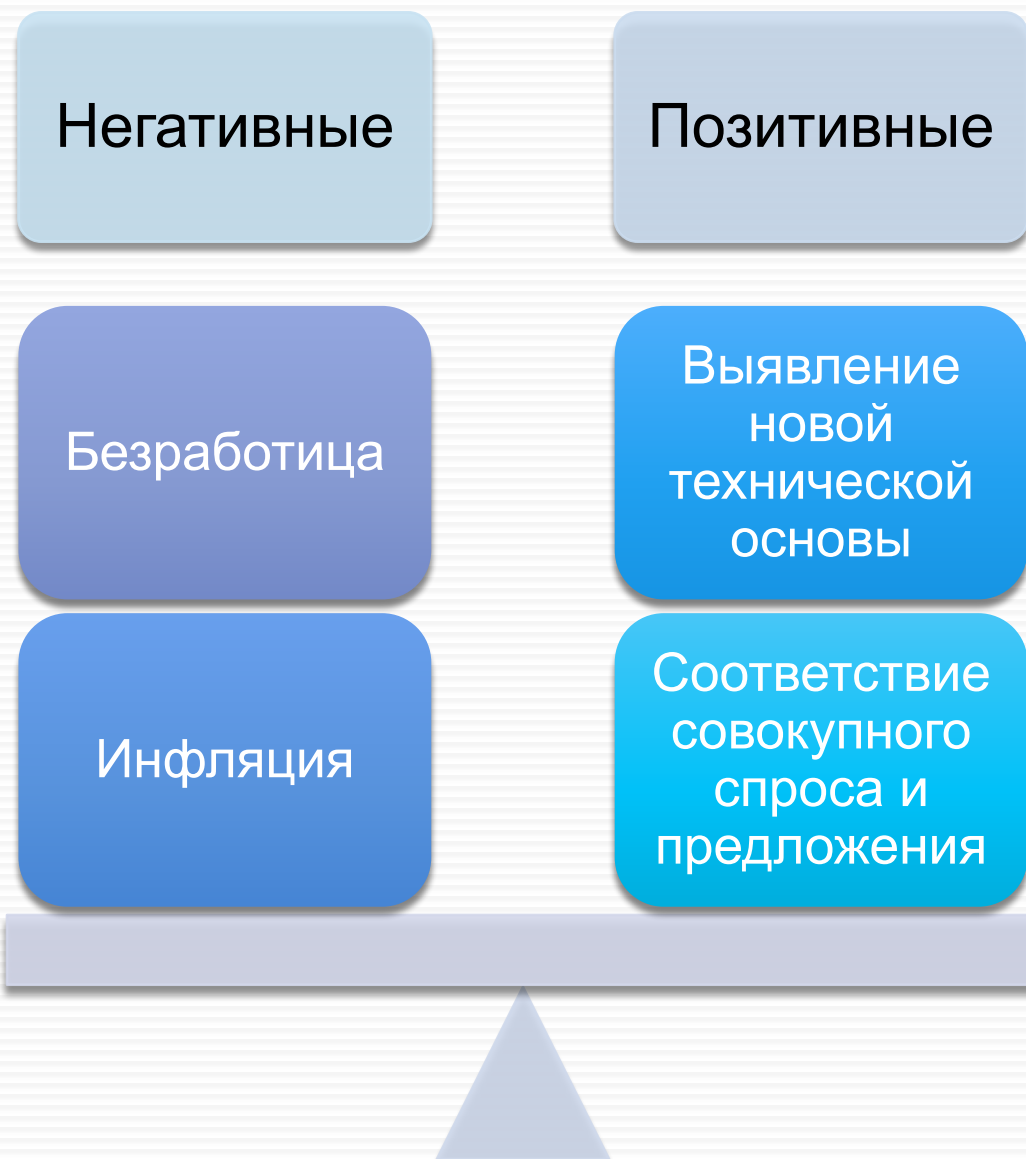 Негативные
Позитивные
Безработица
Выявление
новой
технической
основы
Инфляция
Соответствие
совокупного
спроса и
предложения